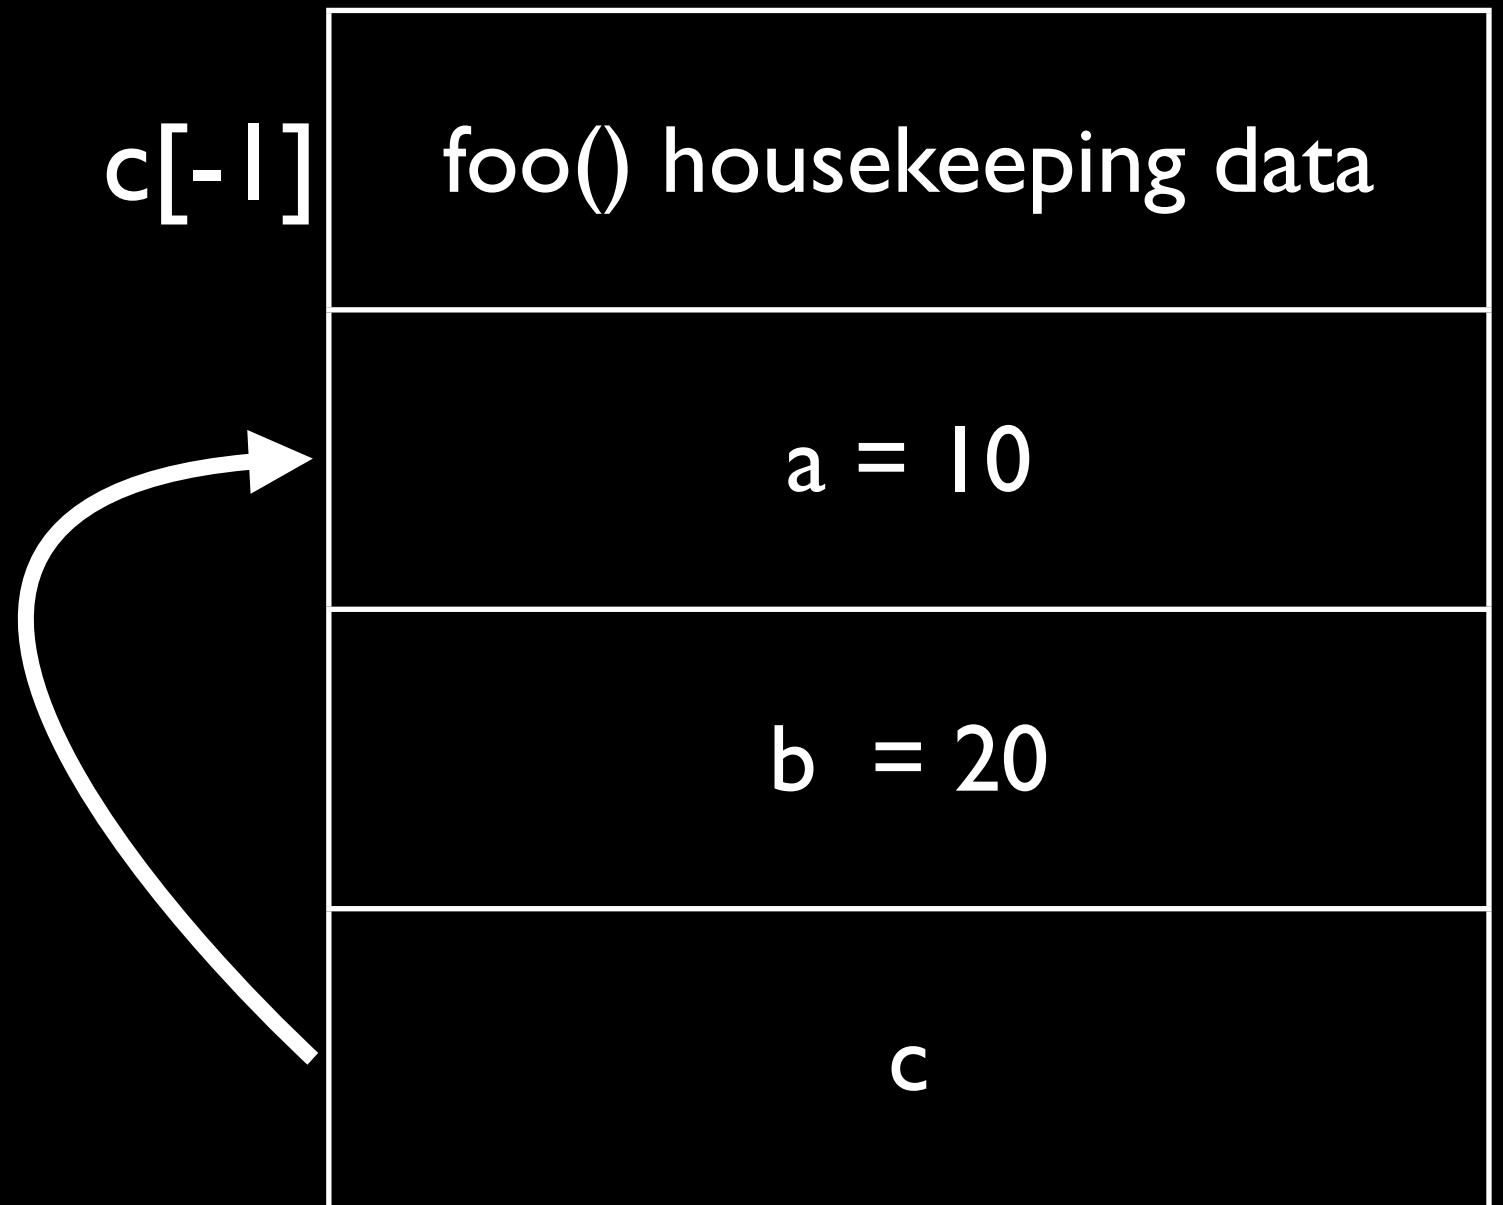 c[-1]
foo() housekeeping data
a = 10
b = 20
c